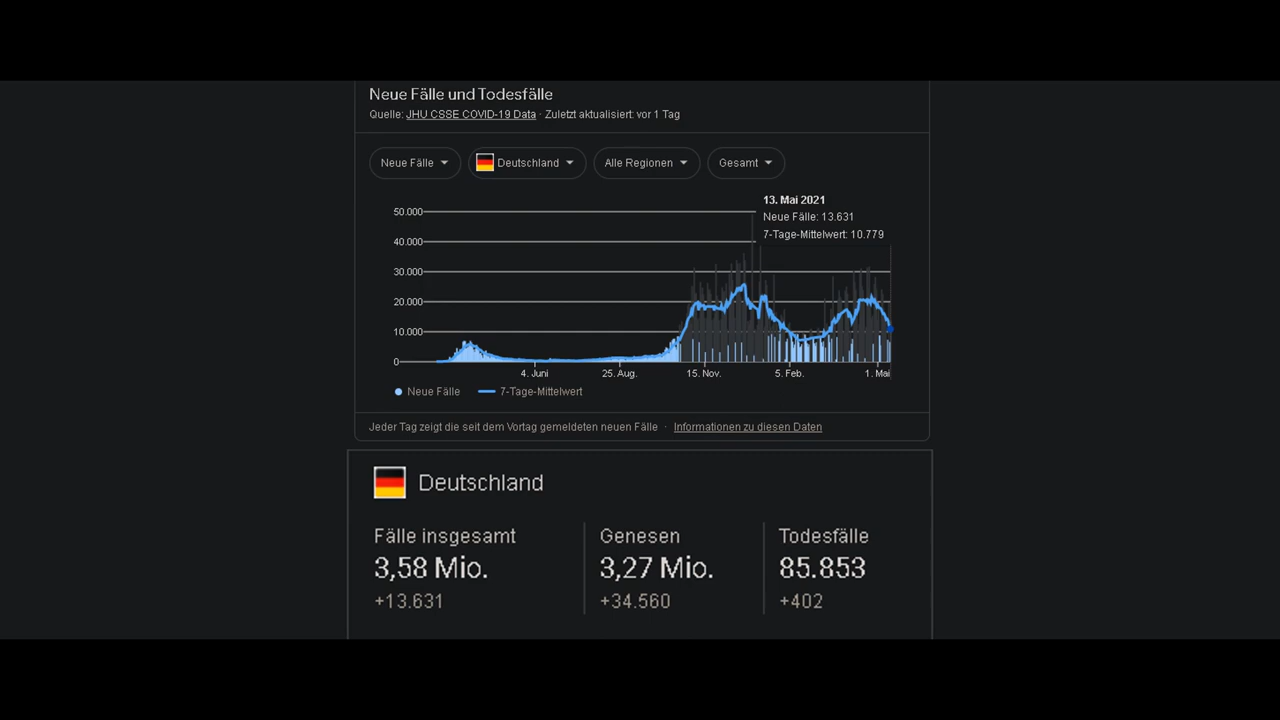 Neue Fälle und Todesfälle
Quelle: JHU CSSE COVID-19 Data · Zuletzt aktualisiert: vor 1 Tag
Neue Fälle Deutschland Alle Regionen Gesamt
13. Mai 2021
Neue Fälle: 13.631
7-Tage-Mittelwert: 10.779
50.000
40.000
30.000
20.000
10.000
0
4. Juni 25. Aug. 15. Nov. 5. Feb. 1. Mai
Neue Fälle 7-Tage-Mittelwert
Jeder Tag zeigt die seit dem Vortag gemeldeten neuen Fälle · Informationen zu diesen Daten
Deutschland
Fälle insgesamt Genesen Todesfälle
3,58 Mio. 3,27 Mio. 85.853
+13.631 +34.560 +402